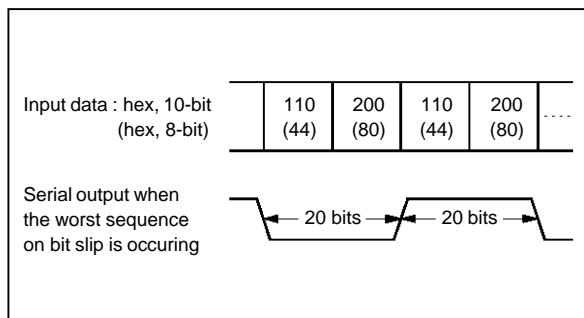 Input data : hex, 10-bit
(hex, 8-bit)
110 200 110 200
(44) (80) (44) (80)
Serial output when
the worst sequence
on bit slip is occuring
20 bits 20 bits